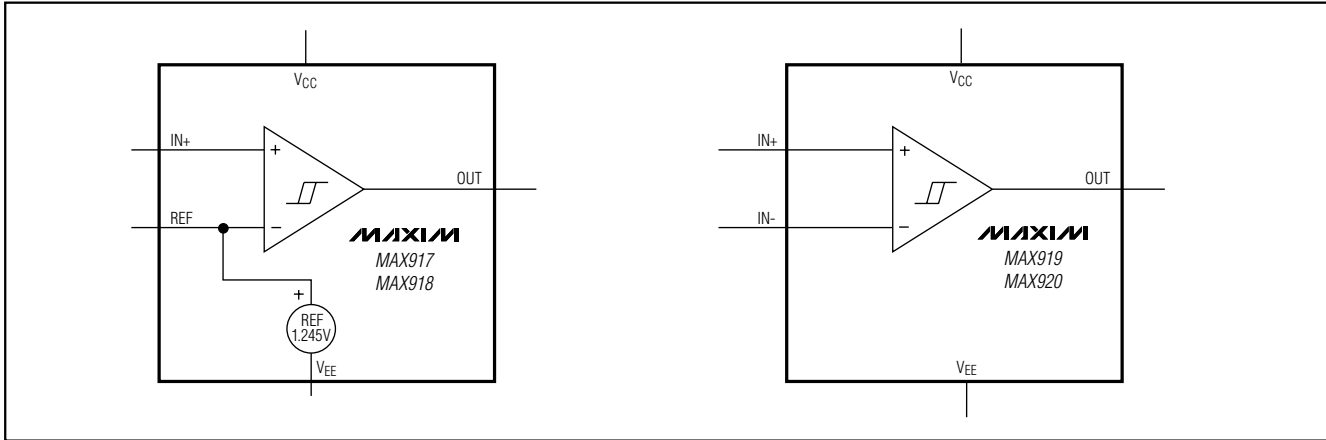 VCC
IN+
+
OUT
REF
−
MAXIM
MAX917
MAX918
+
REF
1.245V
VEE
VCC
IN+
+
OUT
IN-
−
MAXIM
MAX919
MAX920
VEE